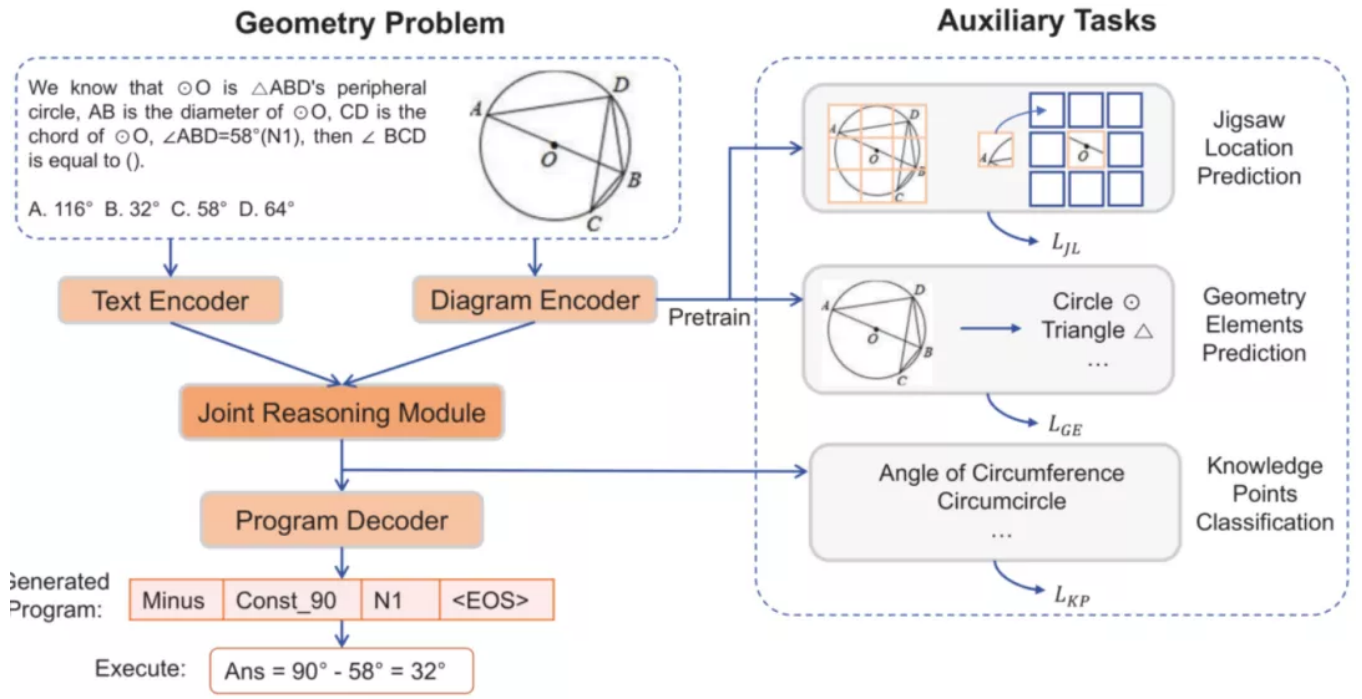 Geometry Problem
We know that ⊙O is △ABD's peripheral
circle, AB is the diameter of ⊙O, CD is the
chord of ⊙O, ∠ABD=58°(N1), then ∠ BCD
is equal to ().
A. 116° B. 32° C. 58° D. 64°
A
D
O
B
C
Text Encoder
Diagram Encoder
Pretrain
Joint Reasoning Module
Program Decoder
Generated
Program:
Minus Const_90 N1 <EOS>
Execute:
Ans = 90° - 58° = 32°
Auxiliary Tasks
A
D
O
B
C
A
O
Jigsaw
Location
Prediction
L_JL
A
D
O
B
C
Circle ⊙
Triangle △
...
Geometry
Elements
Prediction
L_GE
Angle of Circumference
Circumcircle
...
Knowledge
Points
Classification
L_KP